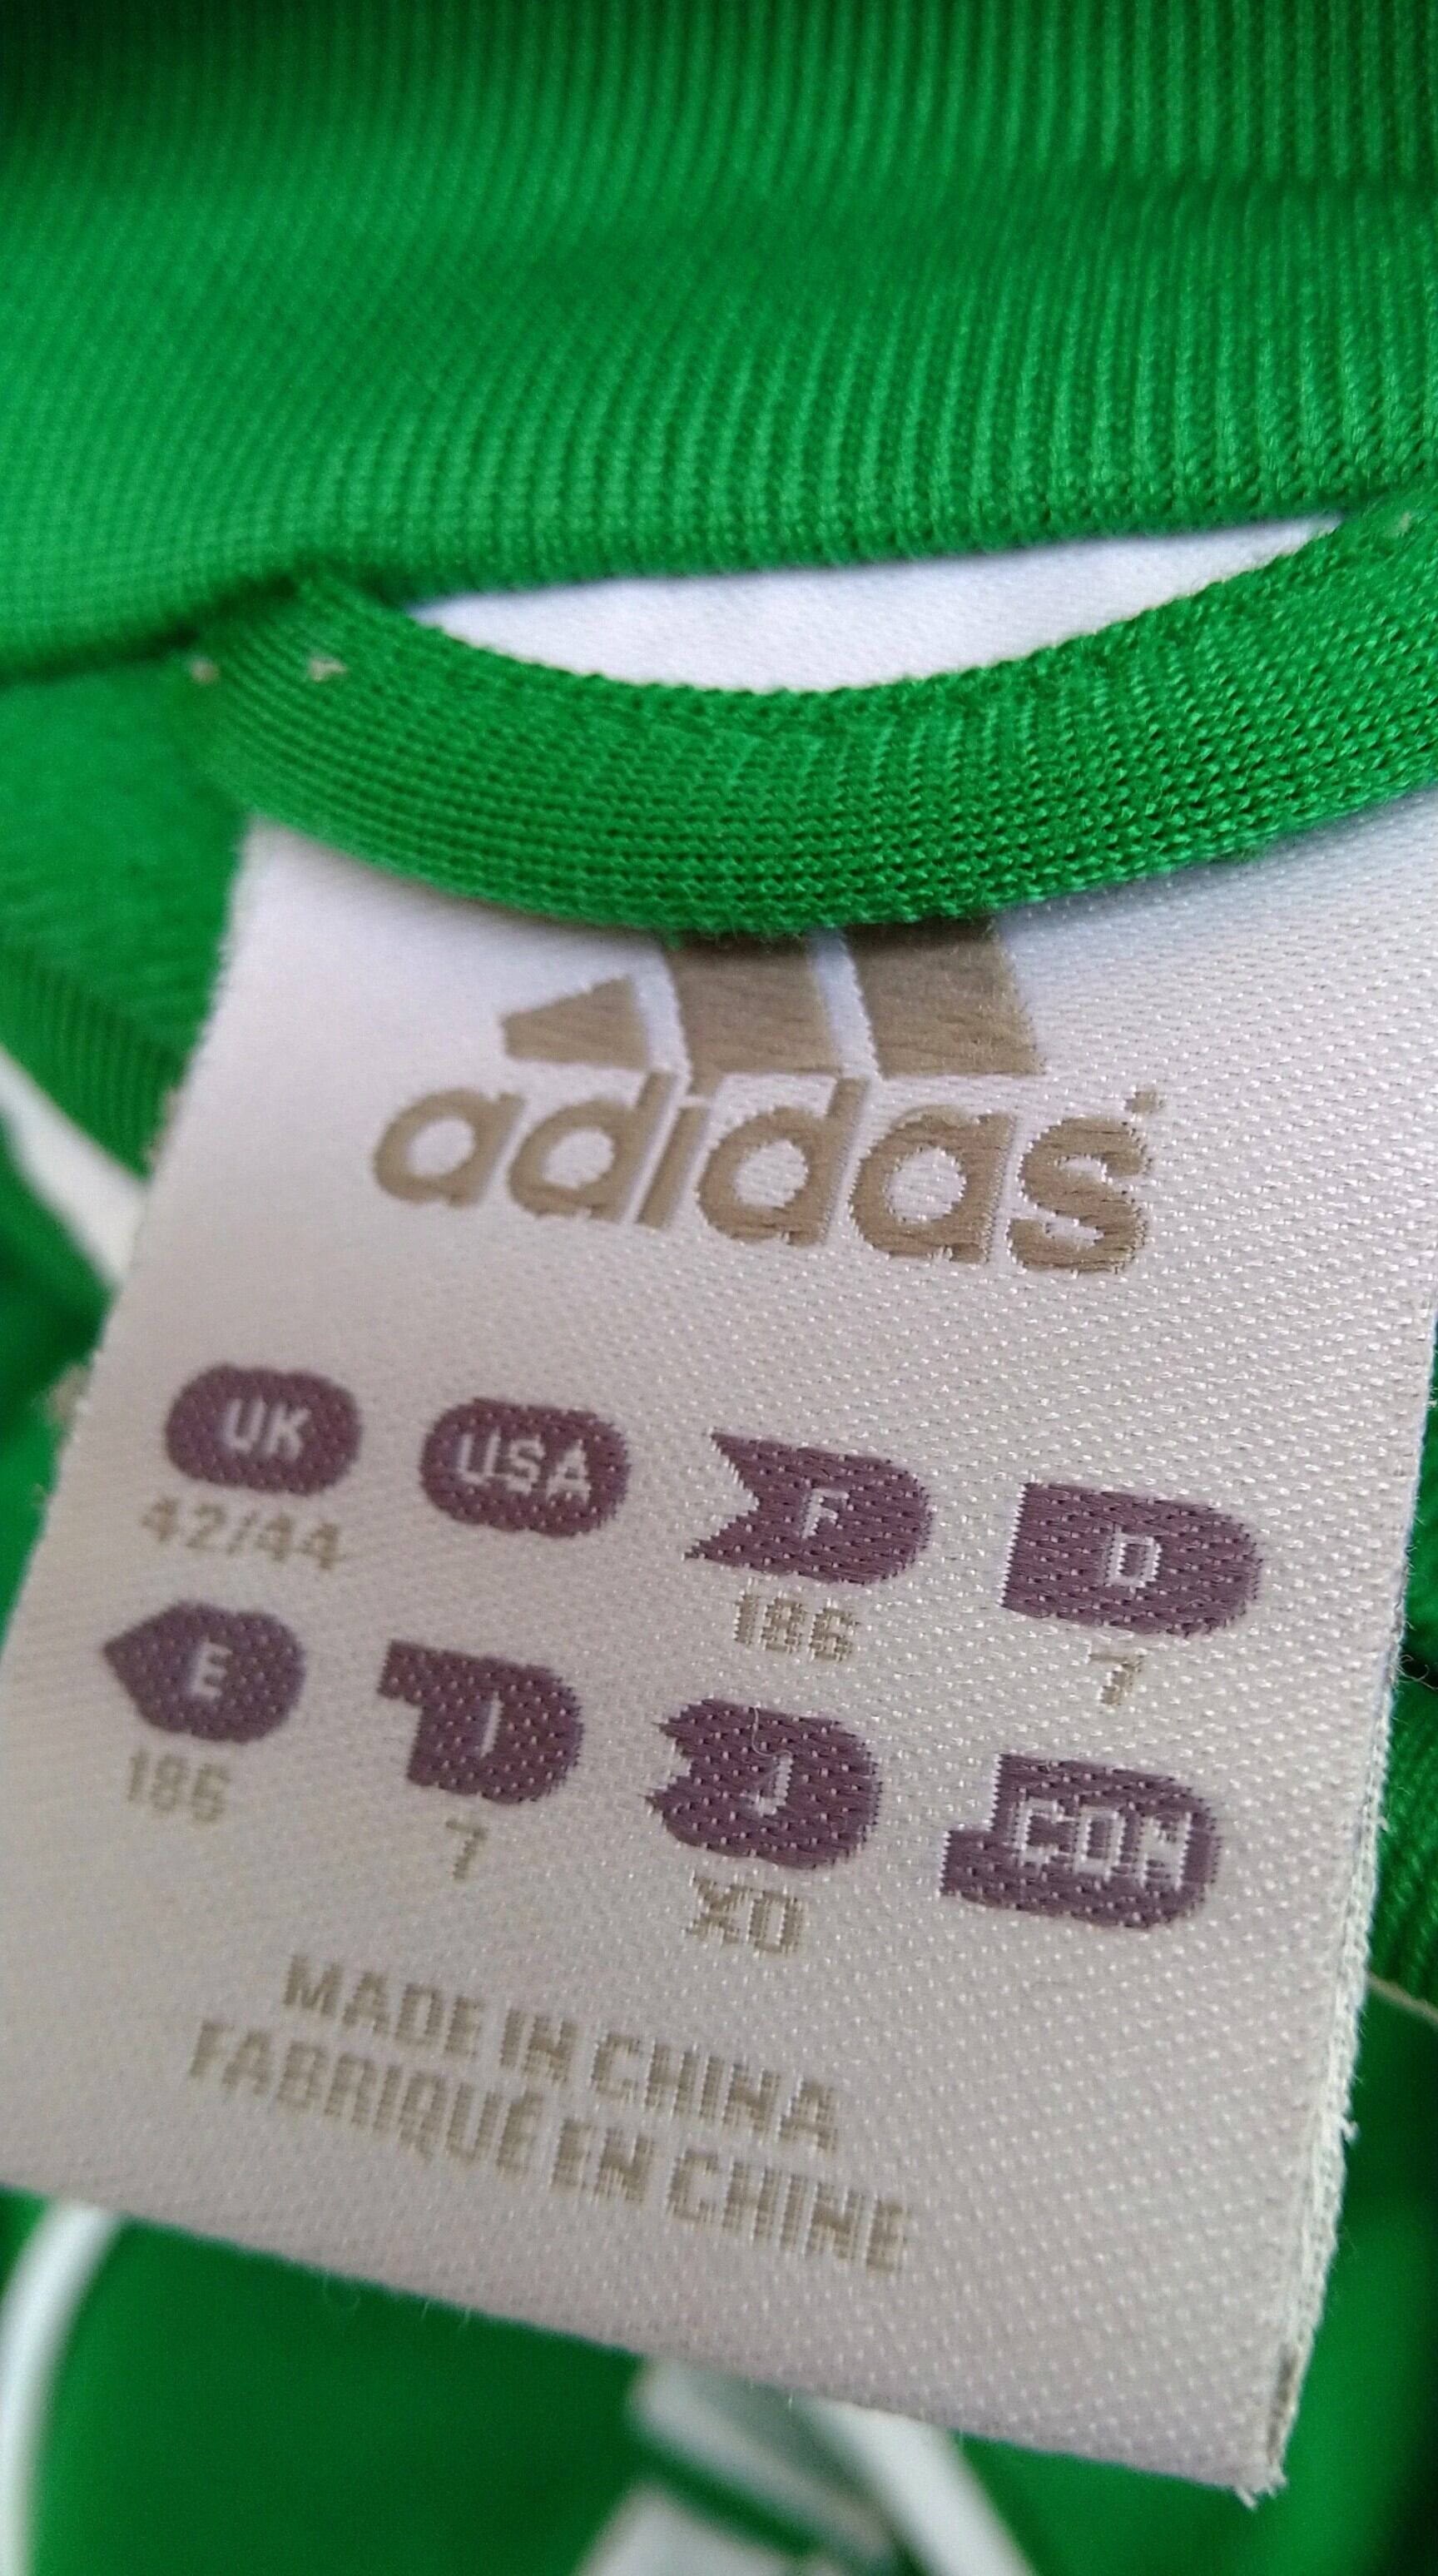 adidas
UK USA F D
42/44 186 7
E I J CDN
186 7 XO
MADE IN CHINA
FABRIQUÉ EN CHINE